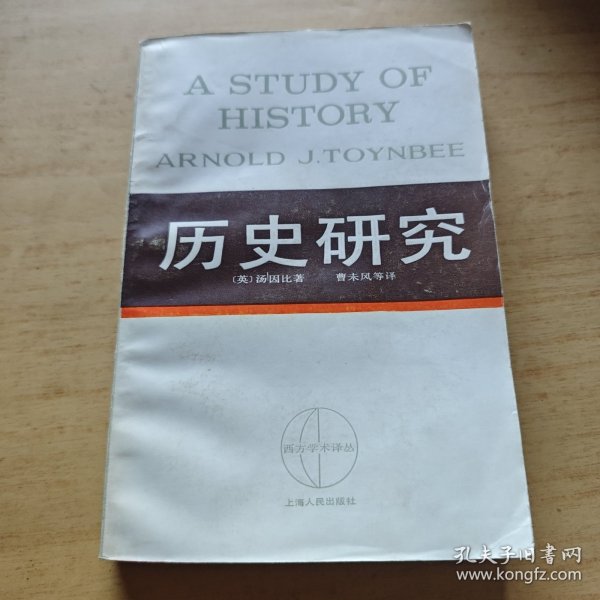 A STUDY OF
HISTORY
ARNOLD J.TOYNBEE
历史研究
〔英〕汤因比著 曹未风等译
西方学术译丛
上海人民出版社
孔夫子旧书网
www.kongfz.com